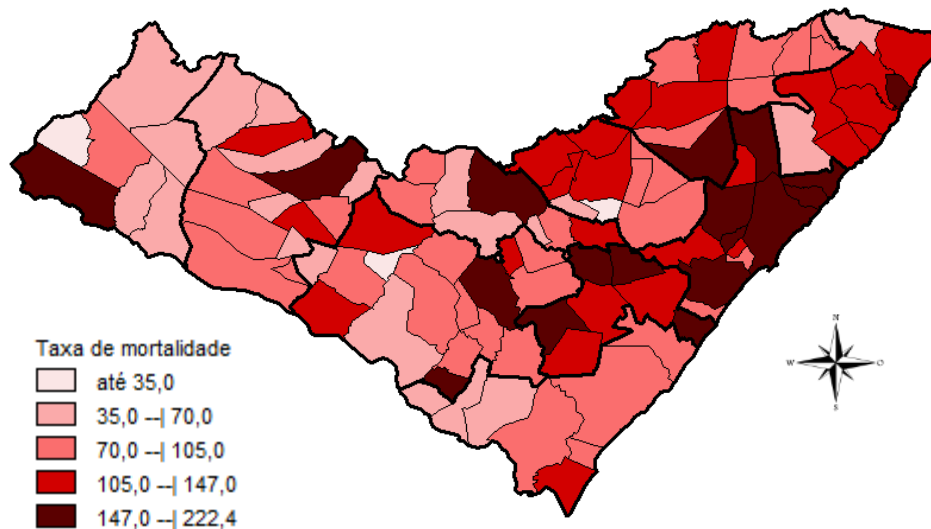 N
W
O
S
Taxa de mortalidade
até 35,0
35,0 --| 70,0
70,0 --| 105,0
105,0 --| 147,0
147,0 --| 222,4